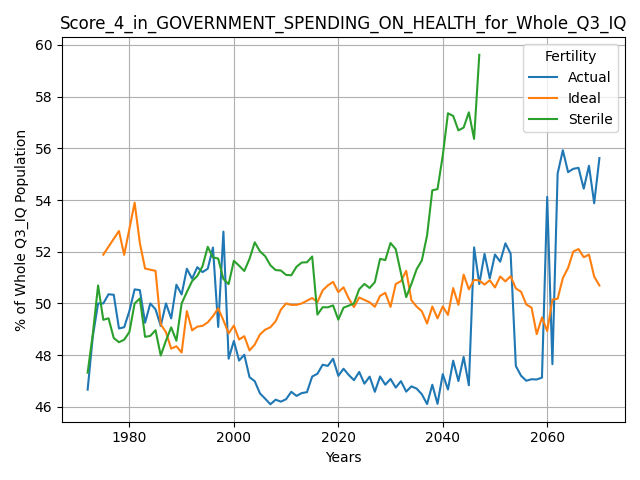 Score_4_in_GOVERNMENT_SPENDING_ON_HEALTH_for_Whole_Q3_IQ
% of Whole Q3_IQ Population
60
58
56
54
52
50
48
46
Fertility
Actual
Ideal
Sterile
1980
2000
2020
2040
2060
Years